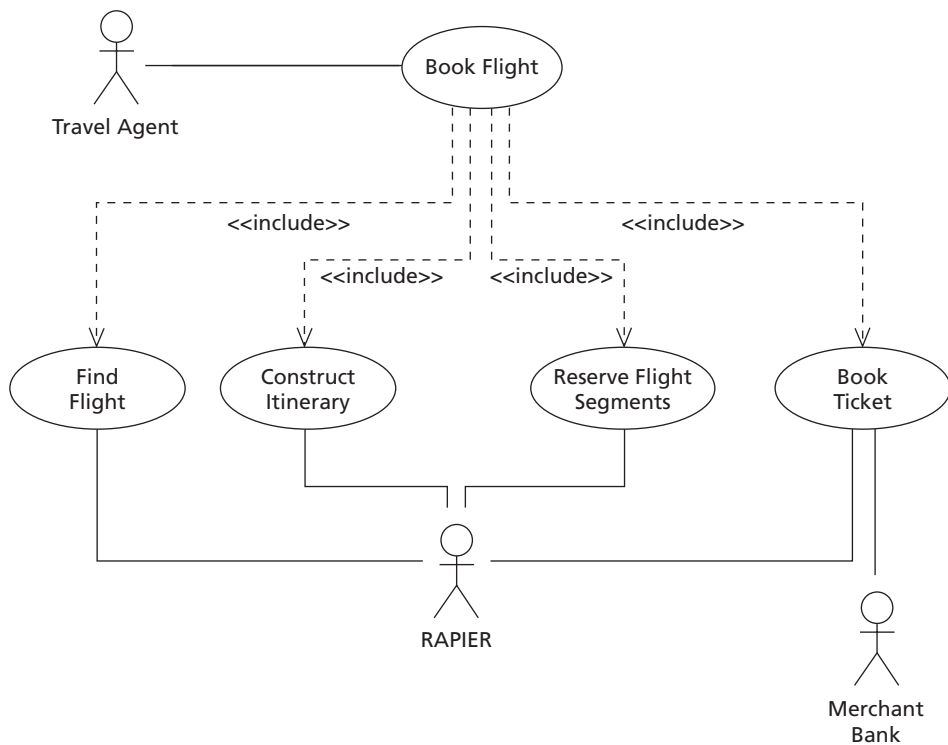 Book Flight
Travel Agent
<<include>>
<<include>>
<<include>>
<<include>>
Find
Flight
Construct
Itinerary
Reserve Flight
Segments
Book
Ticket
RAPIER
Merchant
Bank